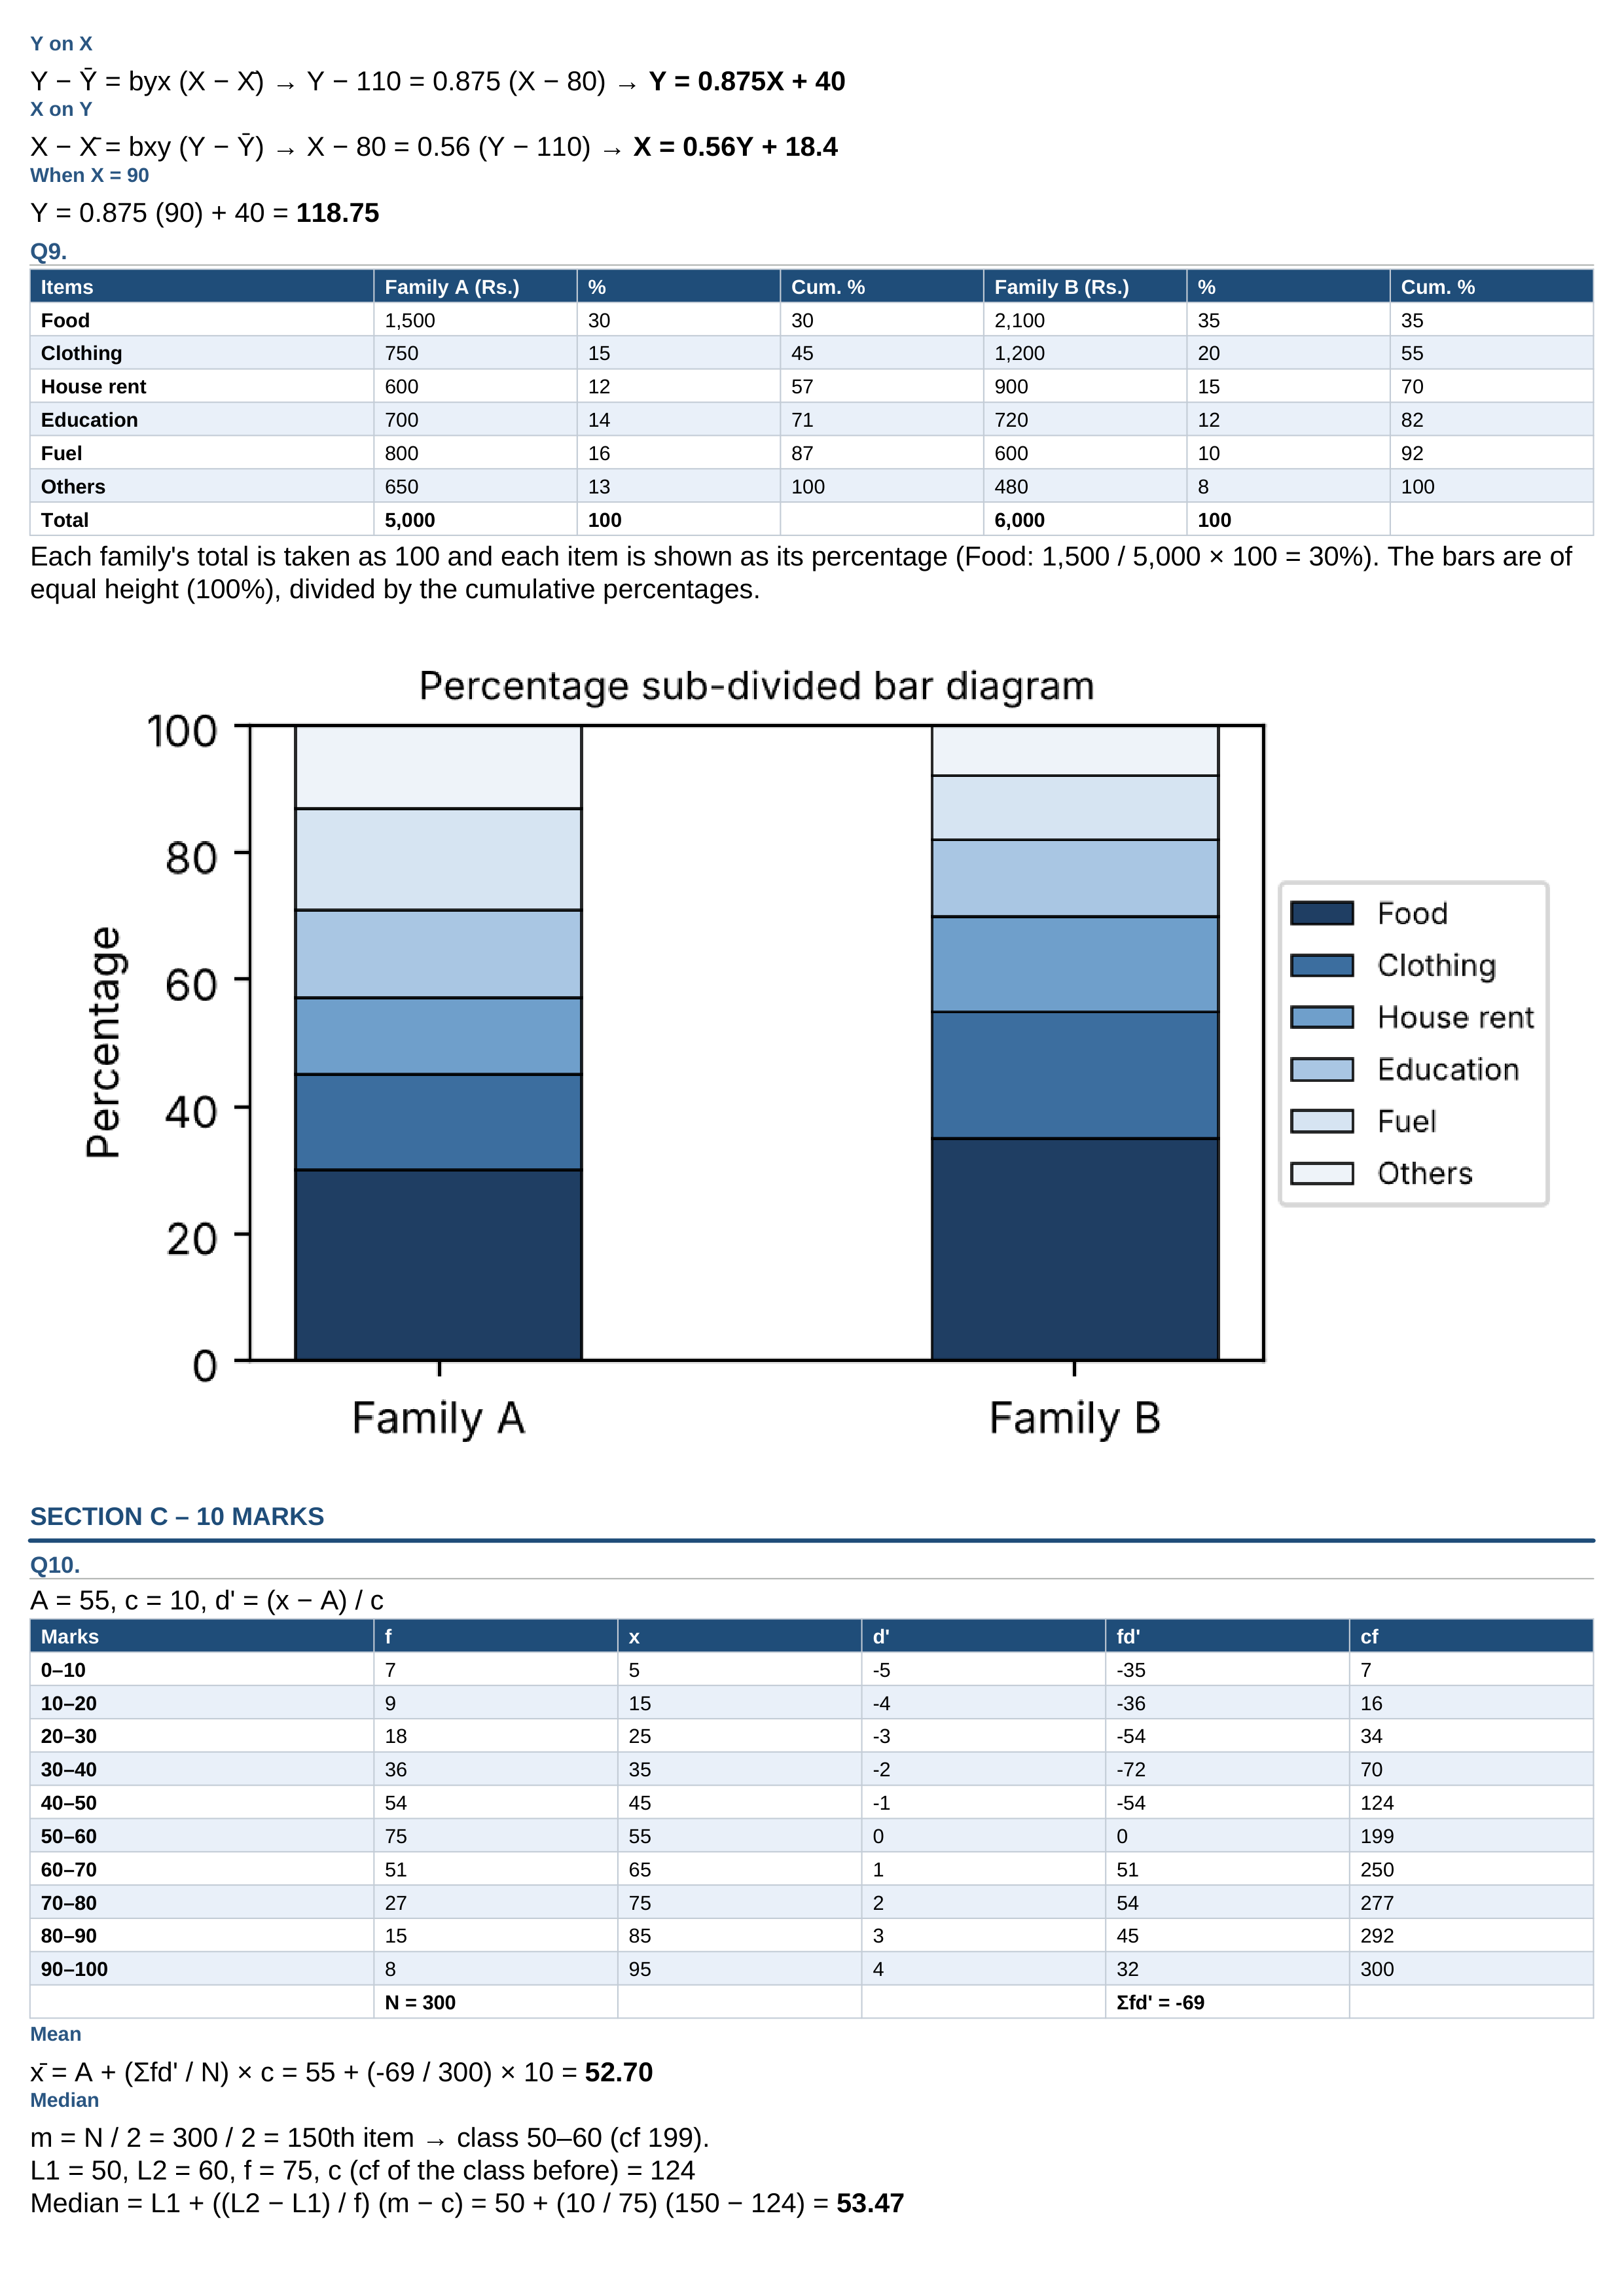 Y on X
Y − Ȳ = byx (X − X̄) → Y − 110 = 0.875 (X − 80) → Y = 0.875X + 40
X on Y
X − X̄ = bxy (Y − Ȳ) → X − 80 = 0.56 (Y − 110) → X = 0.56Y + 18.4
When X = 90
Y = 0.875 (90) + 40 = 118.75
Q9.
Items Family A (Rs.) % Cum. % Family B (Rs.) % Cum. %
Food 1,500 30 30 2,100 35 35
Clothing 750 15 45 1,200 20 55
House rent 600 12 57 900 15 70
Education 700 14 71 720 12 82
Fuel 800 16 87 600 10 92
Others 650 13 100 480 8 100
Total 5,000 100 6,000 100
Each family's total is taken as 100 and each item is shown as its percentage (Food: 1,500 / 5,000 × 100 = 30%). The bars are of
equal height (100%), divided by the cumulative percentages.
Percentage sub-divided bar diagram
100
80
60
40
20
0
Percentage
Family A Family B
Food
Clothing
House rent
Education
Fuel
Others
SECTION C – 10 MARKS
Q10.
A = 55, c = 10, d' = (x − A) / c
Marks f x d' fd' cf
0–10 7 5 -5 -35 7
10–20 9 15 -4 -36 16
20–30 18 25 -3 -54 34
30–40 36 35 -2 -72 70
40–50 54 45 -1 -54 124
50–60 75 55 0 0 199
60–70 51 65 1 51 250
70–80 27 75 2 54 277
80–90 15 85 3 45 292
90–100 8 95 4 32 300
N = 300 Σfd' = -69
Mean
x̄ = A + (Σfd' / N) × c = 55 + (-69 / 300) × 10 = 52.70
Median
m = N / 2 = 300 / 2 = 150th item → class 50–60 (cf 199).
L1 = 50, L2 = 60, f = 75, c (cf of the class before) = 124
Median = L1 + ((L2 − L1) / f) (m − c) = 50 + (10 / 75) (150 − 124) = 53.47